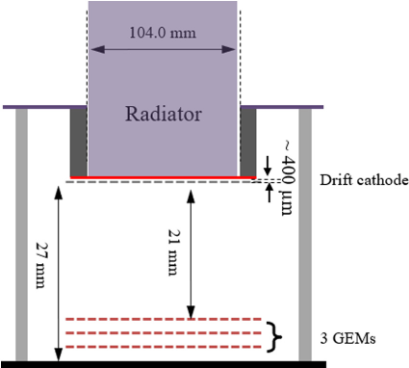 104.0 mm
Radiator
~ 400 μm
Drift cathode
27 mm
21 mm
3 GEMs